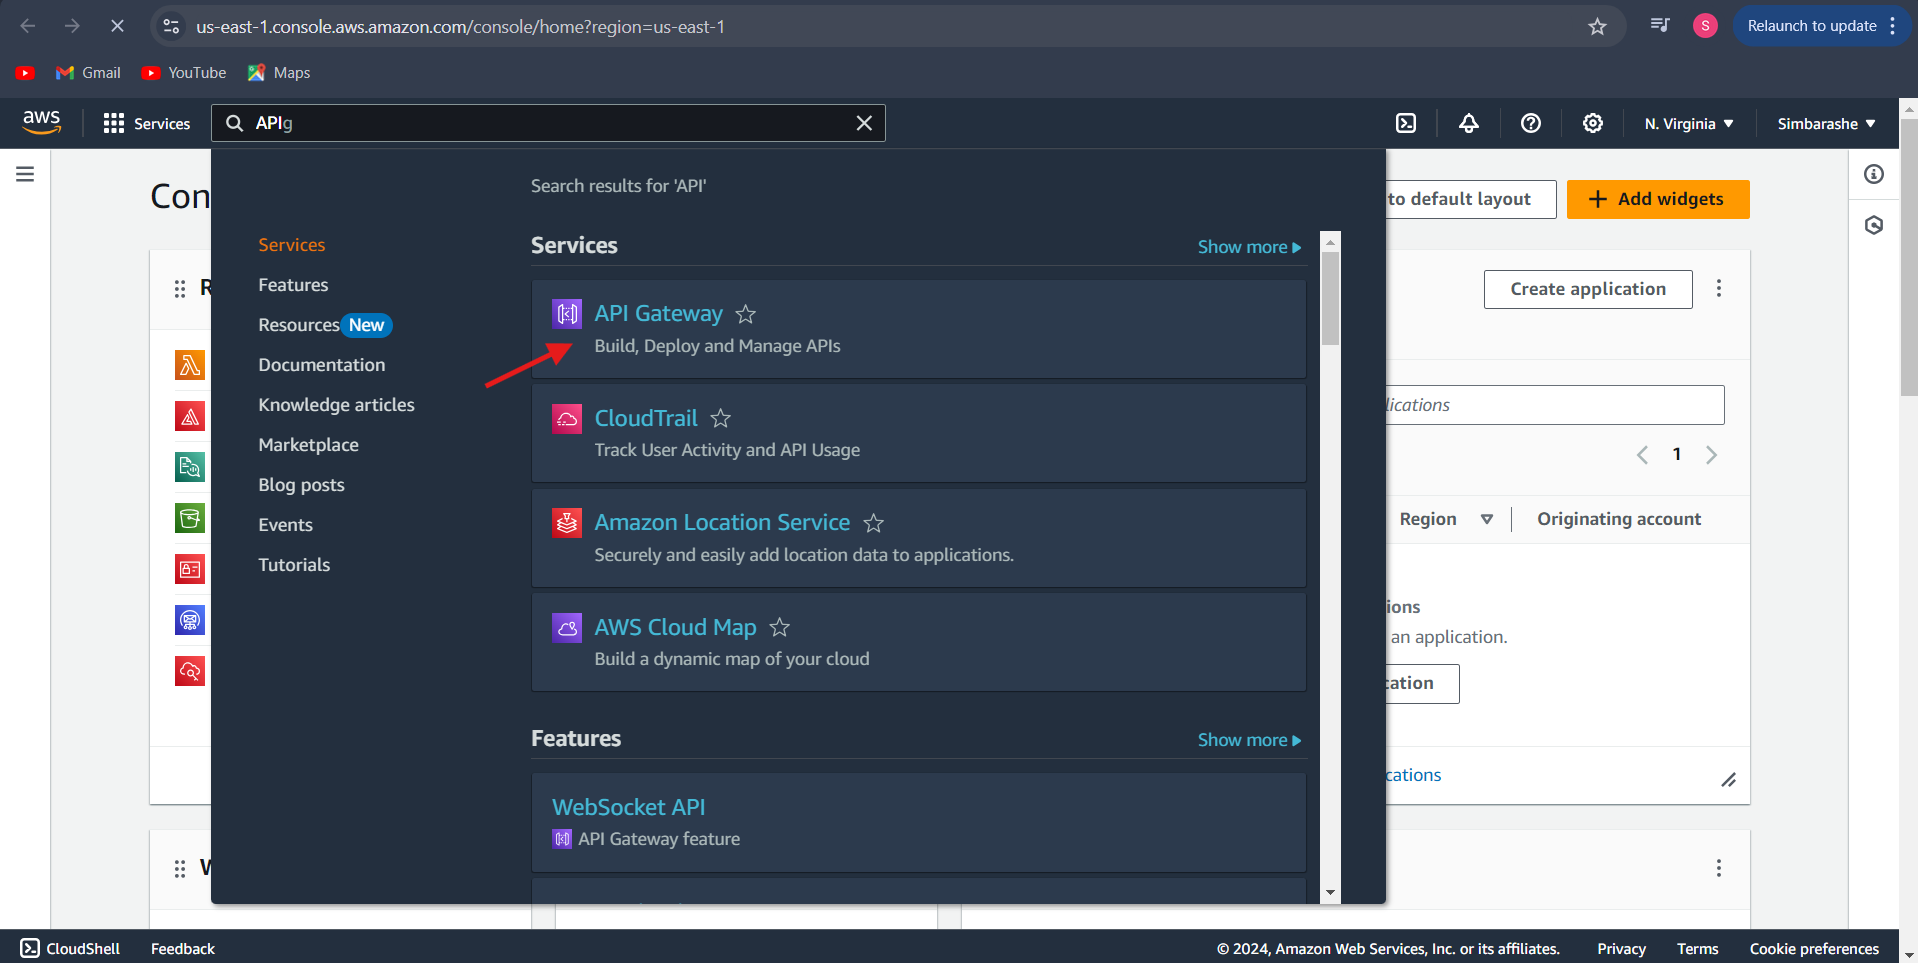 us-east-1.console.aws.amazon.com/console/home?region=us-east-1
S
Relaunch to update
Gmail
YouTube
Maps
aws
Services
APIg
N. Virginia
Simbarashe
Con
to default layout
Add widgets
Search results for 'API'
Services
Features
Resources New
Documentation
Knowledge articles
Marketplace
Blog posts
Events
Tutorials
Services
Show more
API Gateway
Build, Deploy and Manage APIs
CloudTrail
Track User Activity and API Usage
Amazon Location Service
Securely and easily add location data to applications.
AWS Cloud Map
Build a dynamic map of your cloud
Features
Show more
WebSocket API
API Gateway feature
Create application
lications
1
Region
Originating account
ions
an application.
cation
cations
CloudShell
Feedback
© 2024, Amazon Web Services, Inc. or its affiliates.
Privacy
Terms
Cookie preferences